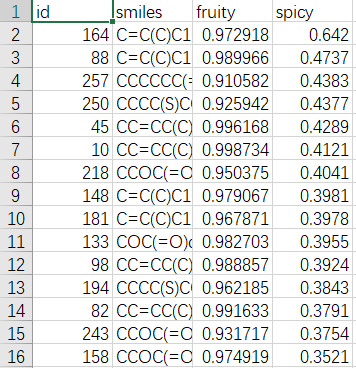 1 id smiles fruity spicy
2 164 C=C(C)C1 0.972918 0.642
3 88 C=C(C)C1 0.989966 0.4737
4 257 CCCCCC(= 0.910582 0.4383
5 250 CCCC(S)C 0.925942 0.4377
6 45 CC=CC(C) 0.996168 0.4289
7 10 CC=CC(C) 0.998734 0.4121
8 218 CCOC(=O 0.950375 0.4041
9 148 C=C(C)C1 0.979067 0.3981
10 181 C=C(C)C1 0.967871 0.3978
11 133 COC(=O)c 0.982703 0.3955
12 98 CC=CC(C) 0.988857 0.3924
13 194 CCCC(S)C 0.962185 0.3843
14 82 CC=CC(C) 0.991633 0.3791
15 243 CCOC(=O 0.931717 0.3754
16 158 CCOC(=O 0.974919 0.3521